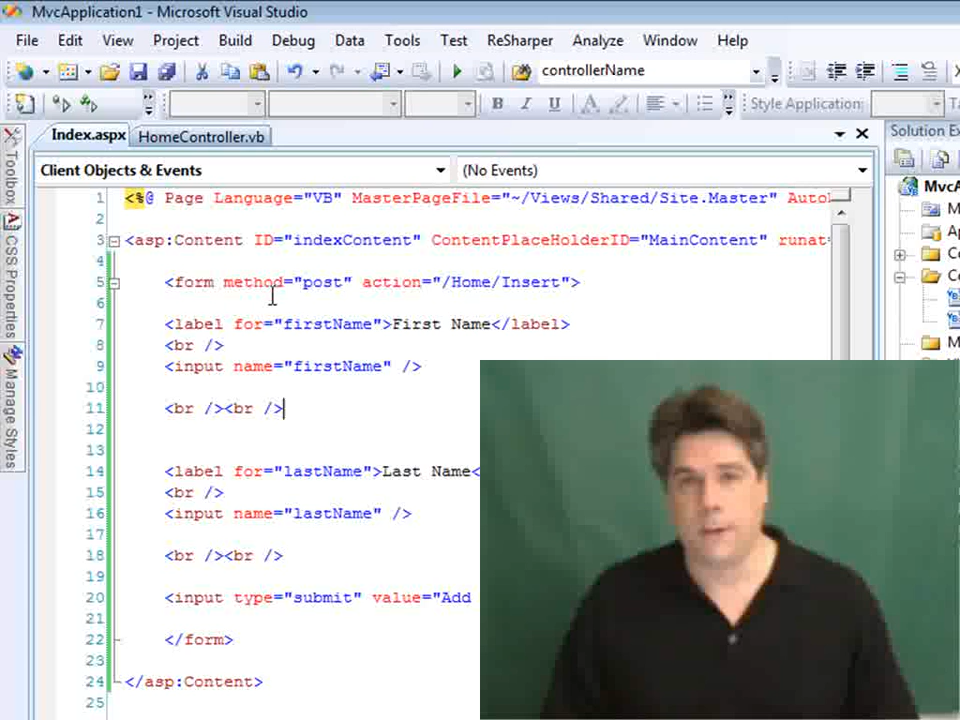 MvcApplication1 - Microsoft Visual Studio
File Edit View Project Build Debug Data Tools Test ReSharper Analyze Window Help
controllerName
B I U A Style Application:
Index.aspx HomeController.vb Solution Ex
Client Objects & Events (No Events)
Toolbox
CSS Properties
Manage Styles
MvcA
1 <%@ Page Language="VB" MasterPageFile="~/Views/Shared/Site.Master"
2
3 <asp:Content ID="indexContent" ContentPlaceHolderID="MainContent" runat=
4
5 <form method="post" action="/Home/Insert">
6
7 <label for="firstName">First Name</label>
8 <br />
9 <input name="firstName" />
10
11 <br /><br />
12
13
14 <label for="lastName">Last Name<
15 <br />
16 <input name="lastName" />
17
18 <br /><br />
19
20 <input type="submit" value="Add
21
22 </form>
23
24 </asp:Content>
25